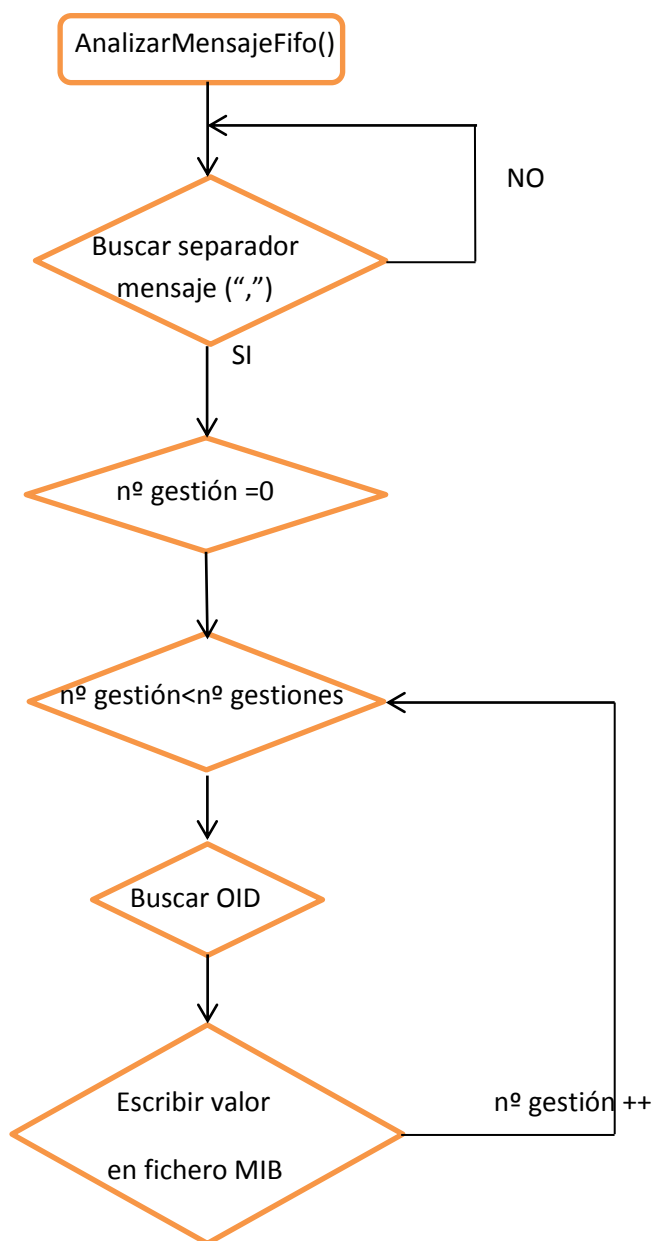 AnalizarMensajeFifo()
NO
Buscar separador
mensaje (“,”)
SI
nº gestión =0
nº gestión<nº gestiones
Buscar OID
Escribir valor
nº gestión ++
en fichero MIB